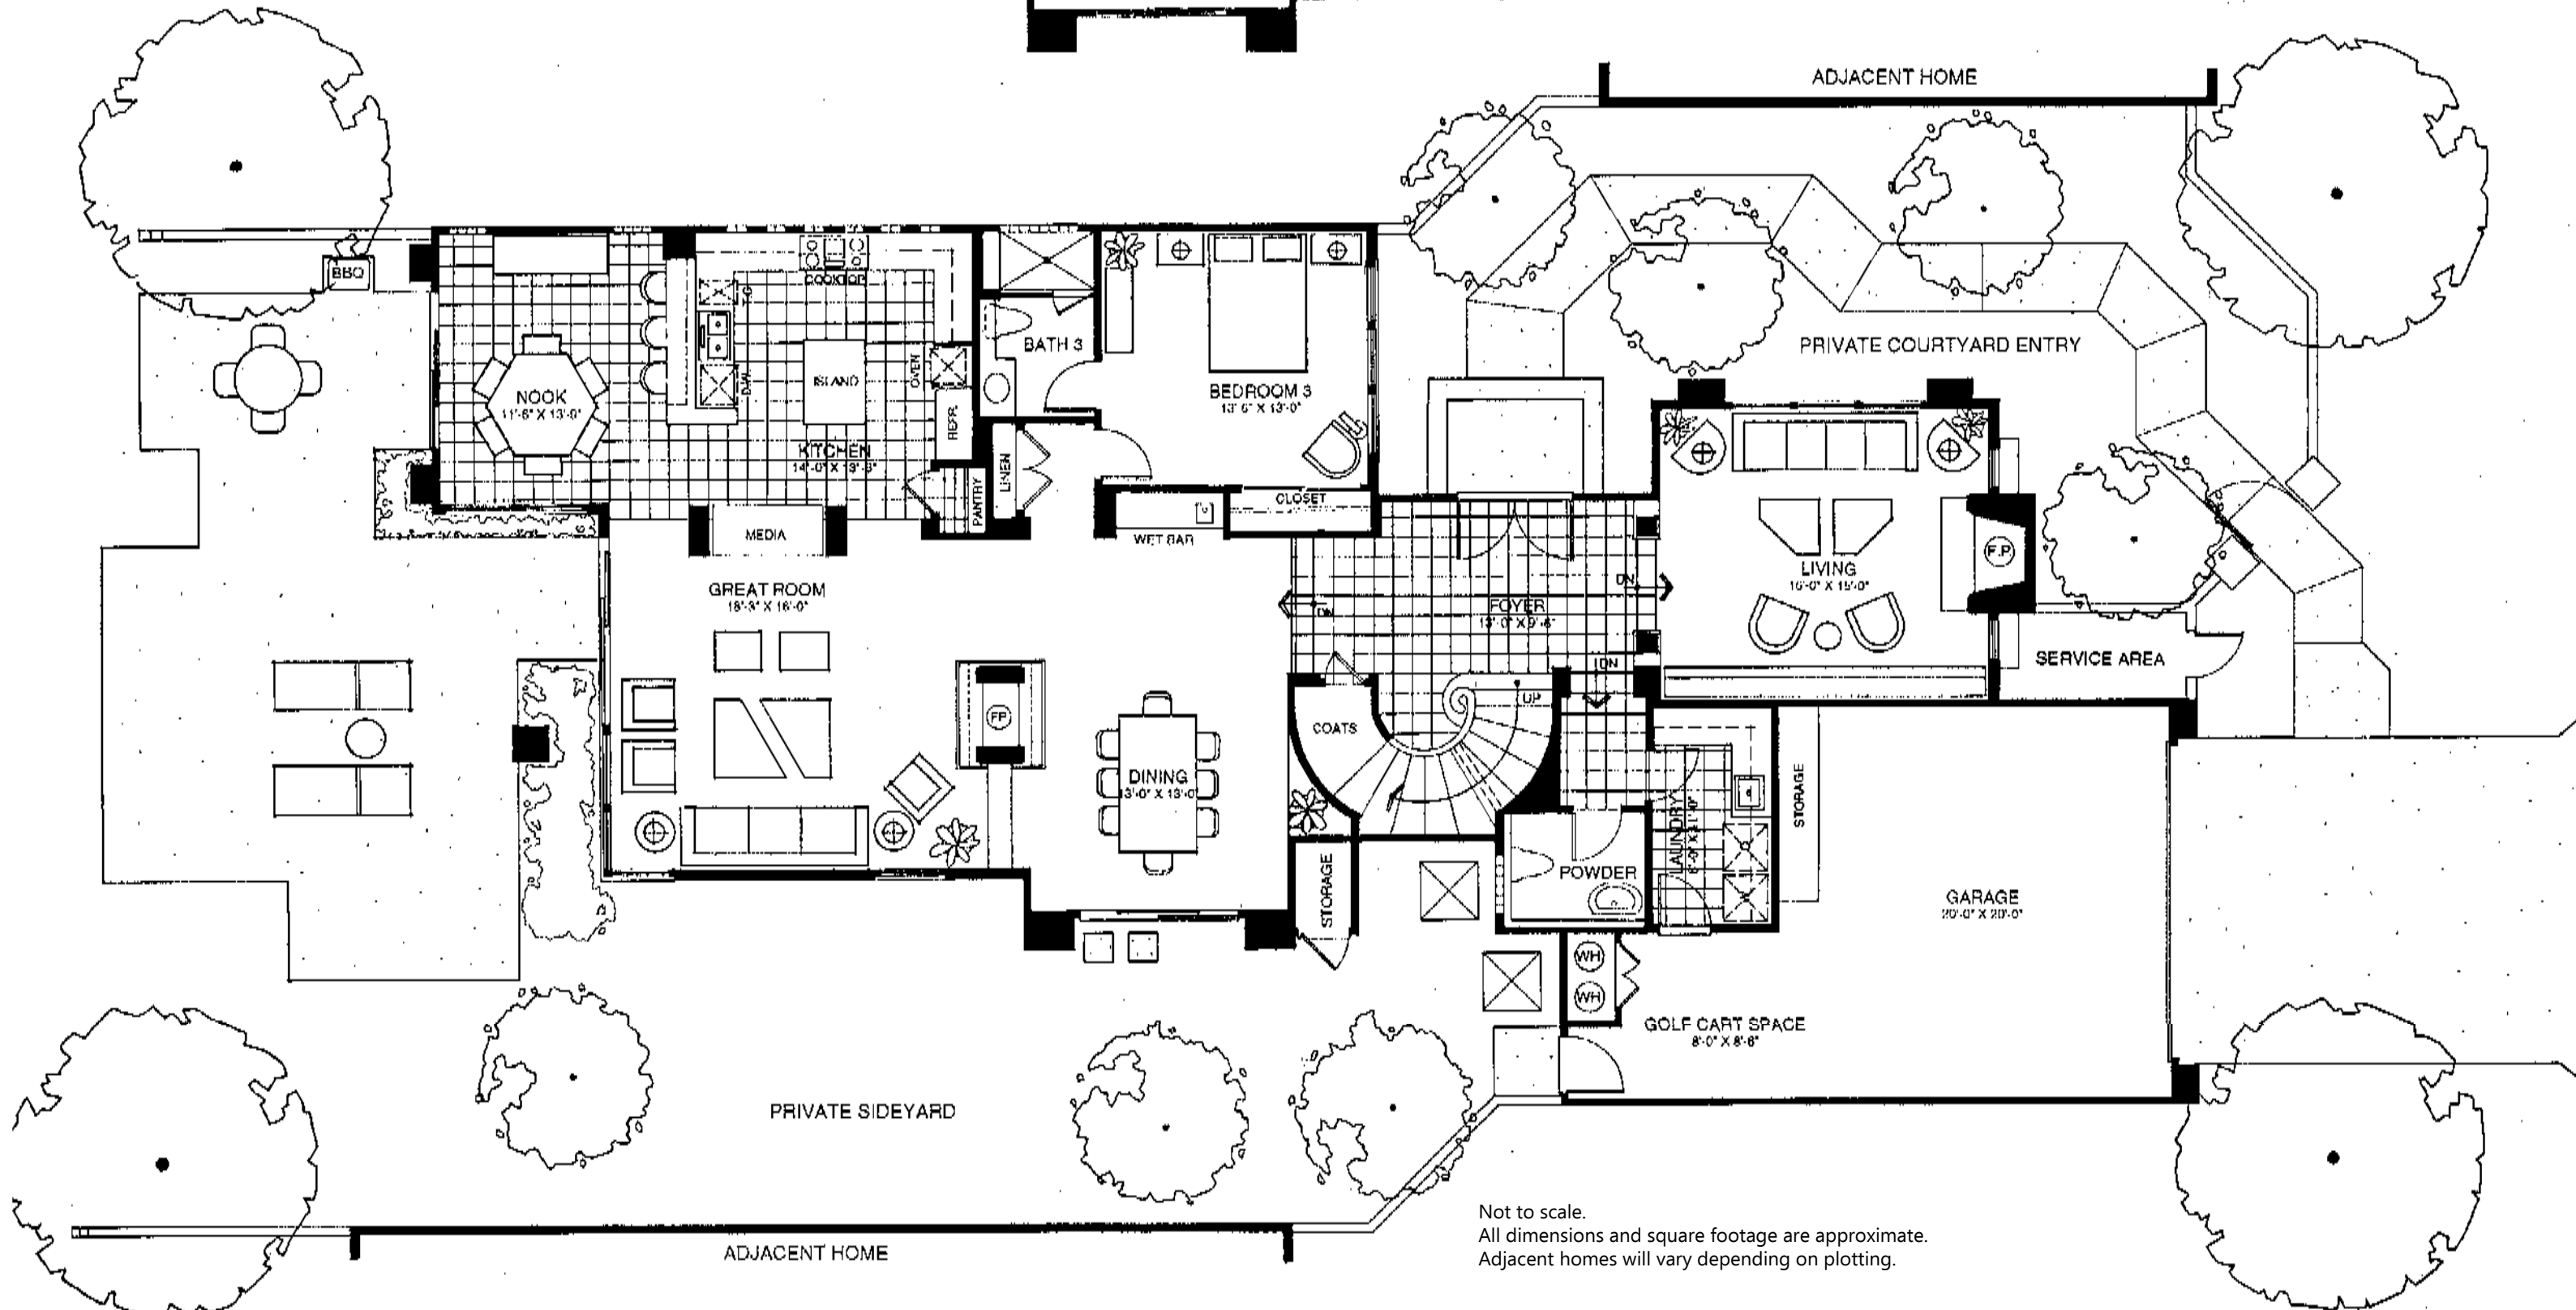 ADJACENT HOME
BBQ
COOKTOP
BATH 3
PRIVATE COURTYARD ENTRY
OVEN
ISLAND
D.W.
NOOK
11'-6" X 13'-0"
BEDROOM 3
13'-6" X 13'-0"
REFR.
KITCHEN
14'-0" X 13'-6"
LINEN
PANTRY
CLOSET
MEDIA
WET BAR
F.P.
LIVING
16'-0" X 15'-0"
DN
GREAT ROOM
18'-3" X 16'-0"
DN
FOYER
13'-0" X 9'-6"
DN
SERVICE AREA
UP
FP
COATS
DINING
13'-0" X 13'-0"
STORAGE
LAUNDRY
POWDER
STORAGE
GARAGE
20'-0" X 20'-0"
WH
WH
GOLF CART SPACE
8'-0" X 8'-6"
PRIVATE SIDEYARD
ADJACENT HOME
Not to scale.
All dimensions and square footage are approximate.
Adjacent homes will vary depending on plotting.